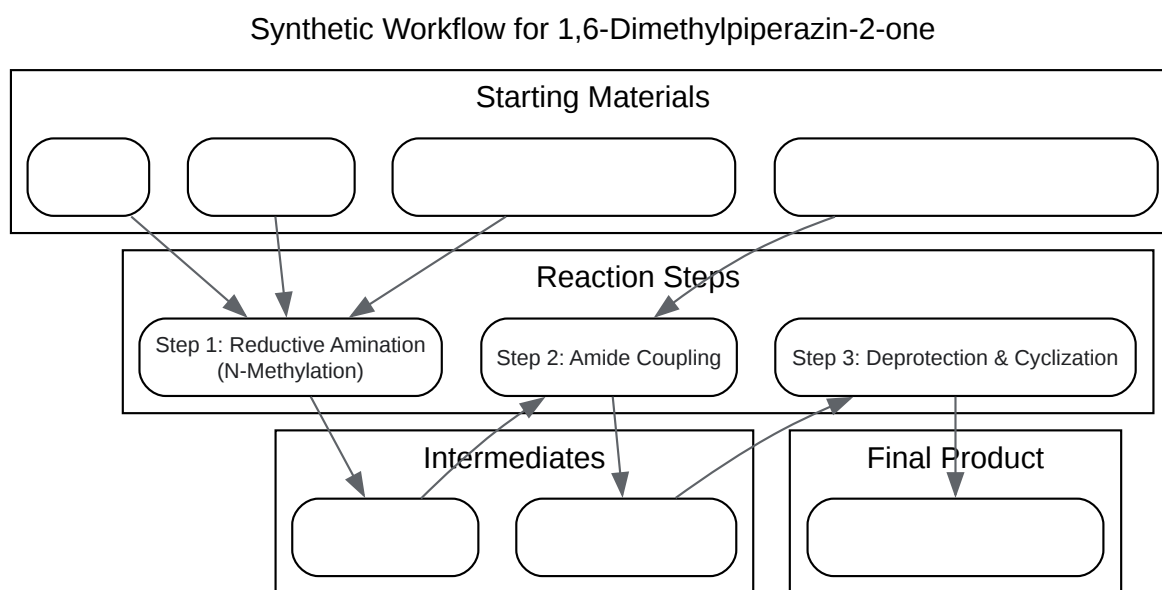 Synthetic Workflow for 1,6-Dimethylpiperazin-2-one
Starting Materials
Reaction Steps
Step 1: Reductive Amination
(N-Methylation)
Step 2: Amide Coupling
Step 3: Deprotection & Cyclization
Intermediates
Final Product